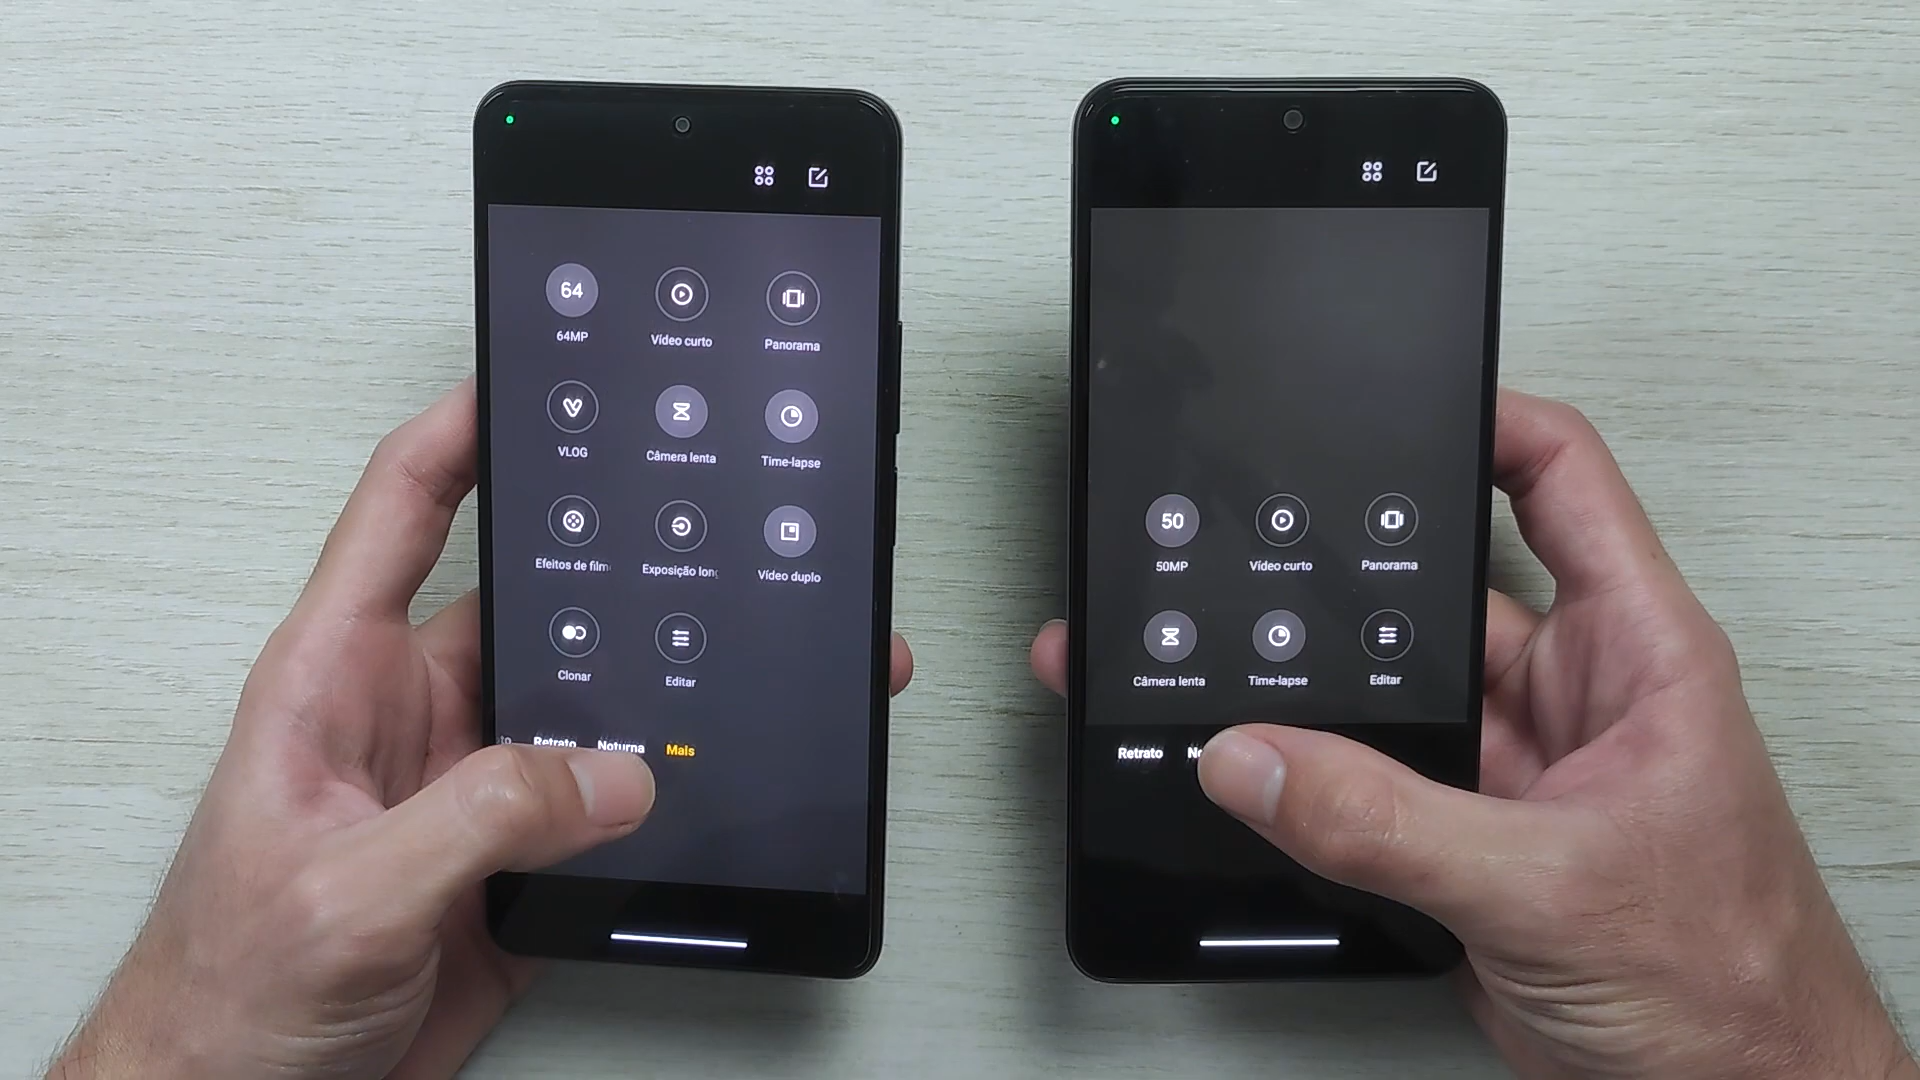 64
64MP
Vídeo curto
Panorama
VLOG
Câmera lenta
Time-lapse
Efeitos de film
Exposição lon
Vídeo duplo
Clonar
Editar
Retrato Noturna Mais
50
50MP
Vídeo curto
Panorama
Câmera lenta
Time-lapse
Editar
Retrato